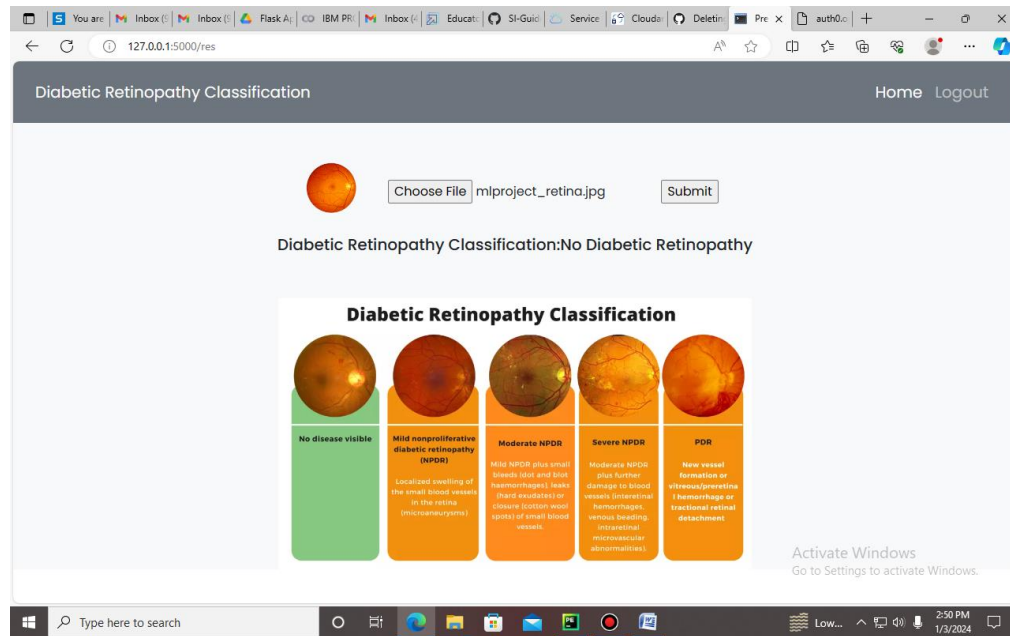 You are
Inbox (
Inbox (
Flask A
IBM PR
Inbox (
Educat
SI-Guid
Service
Clouda
Deletin
Pre
auth0.
127.0.0.1:5000/res
Diabetic Retinopathy Classification
Home Logout
Choose File mlproject_retina.jpg Submit
Diabetic Retinopathy Classification:No Diabetic Retinopathy
Diabetic Retinopathy Classification
No disease visible
Mild nonproliferative
diabetic retinopathy
(NPDR)
Localized swelling of
the small blood vessels
in the retina
(microaneurysms)
Moderate NPDR
Mild NPDR plus small
bleeds (dot and blot
haemorrhages), leaks
(hard exudates) or
closure (cotton wool
spots) of small blood
vessels.
Severe NPDR
Moderate NPDR
plus further
damage to blood
vessels (interetinal
hemorrhages,
venous beading,
intraretinal
microvascular
abnormalities).
PDR
New vessel
formation or
vitreous/preretina
l hemorrhage or
tractional retinal
detachment
Activate Windows
Go to Settings to activate Windows.
Type here to search
Low...
2:50 PM
1/3/2024